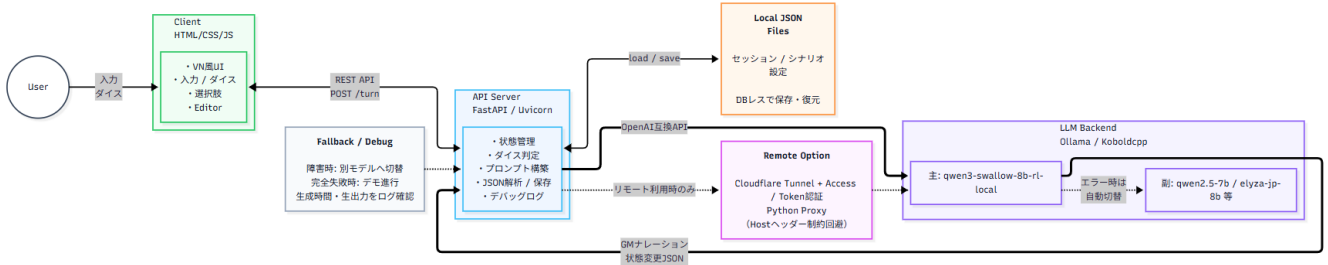 User
入力
ダイス
Client
HTML/CSS/JS
・VN風UI
・入力 / ダイス
・選択肢
・Editor
REST API
POST /turn
Fallback / Debug
障害時: 別モデルへ切替
完全失敗時: デモ進行
生成時間・生出力をログ確認
API Server
FastAPI / Uvicorn
・状態管理
・ダイス判定
・プロンプト構築
・JSON解析 / 保存
・デバッグログ
load / save
Local JSON
Files
セッション / シナリオ
設定
DBレスで保存・復元
OpenAI互換API
リモート利用時のみ
Remote Option
Cloudflare Tunnel + Access
/ Token認証
Python Proxy
（Hostヘッダー制約回避）
LLM Backend
Ollama / Koboldcpp
主: qwen3-swallow-8b-rl-
local
エラー時は
自動切替
副: qwen2.5-7b / elyza-jp-
8b 等
GMナレーション
状態変更JSON